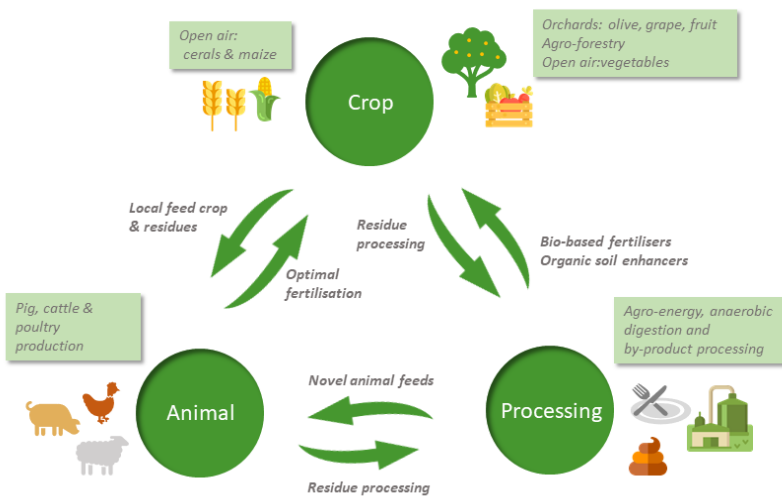 Open air:
cerals & maize
Orchards: olive, grape, fruit
Agro-forestry
Open air:vegetables
Crop
Local feed crop
& residues
Optimal
fertilisation
Residue
processing
Bio-based fertilisers
Organic soil enhancers
Pig, cattle &
poultry
production
Agro-energy, anaerobic
digestion and
by-product processing
Animal
Novel animal feeds
Processing
Residue processing